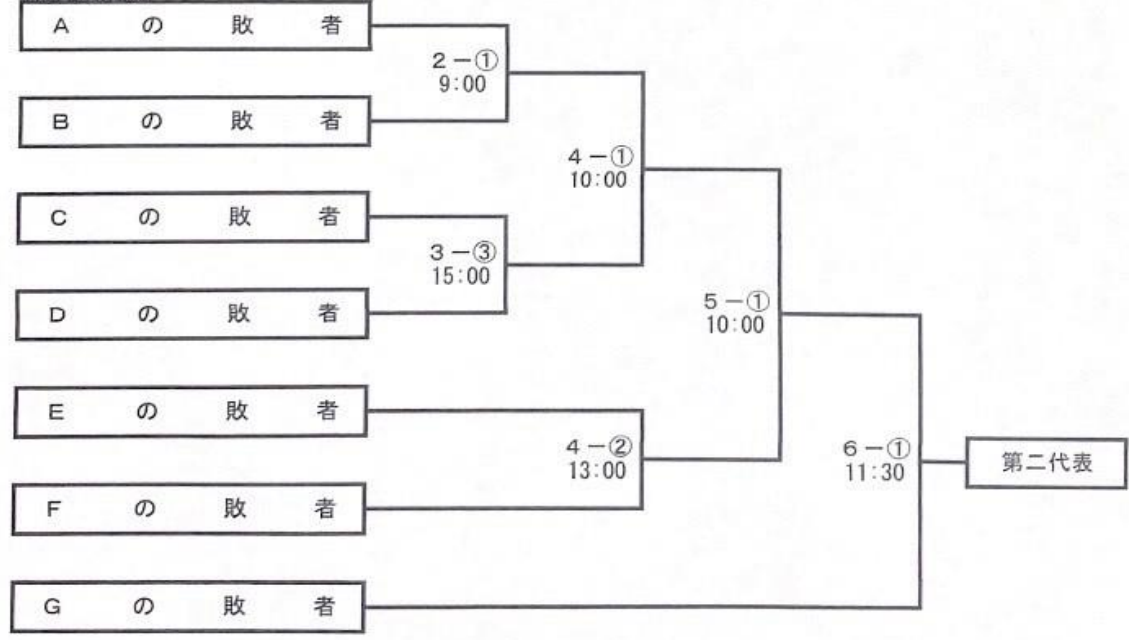 A の 敗 者
2-①
9:00
B の 敗 者
4-①
10:00
C の 敗 者
3-③
15:00
D の 敗 者
5-①
10:00
E の 敗 者
4-②
13:00
6-①
11:30
第二代表
F の 敗 者
G の 敗 者